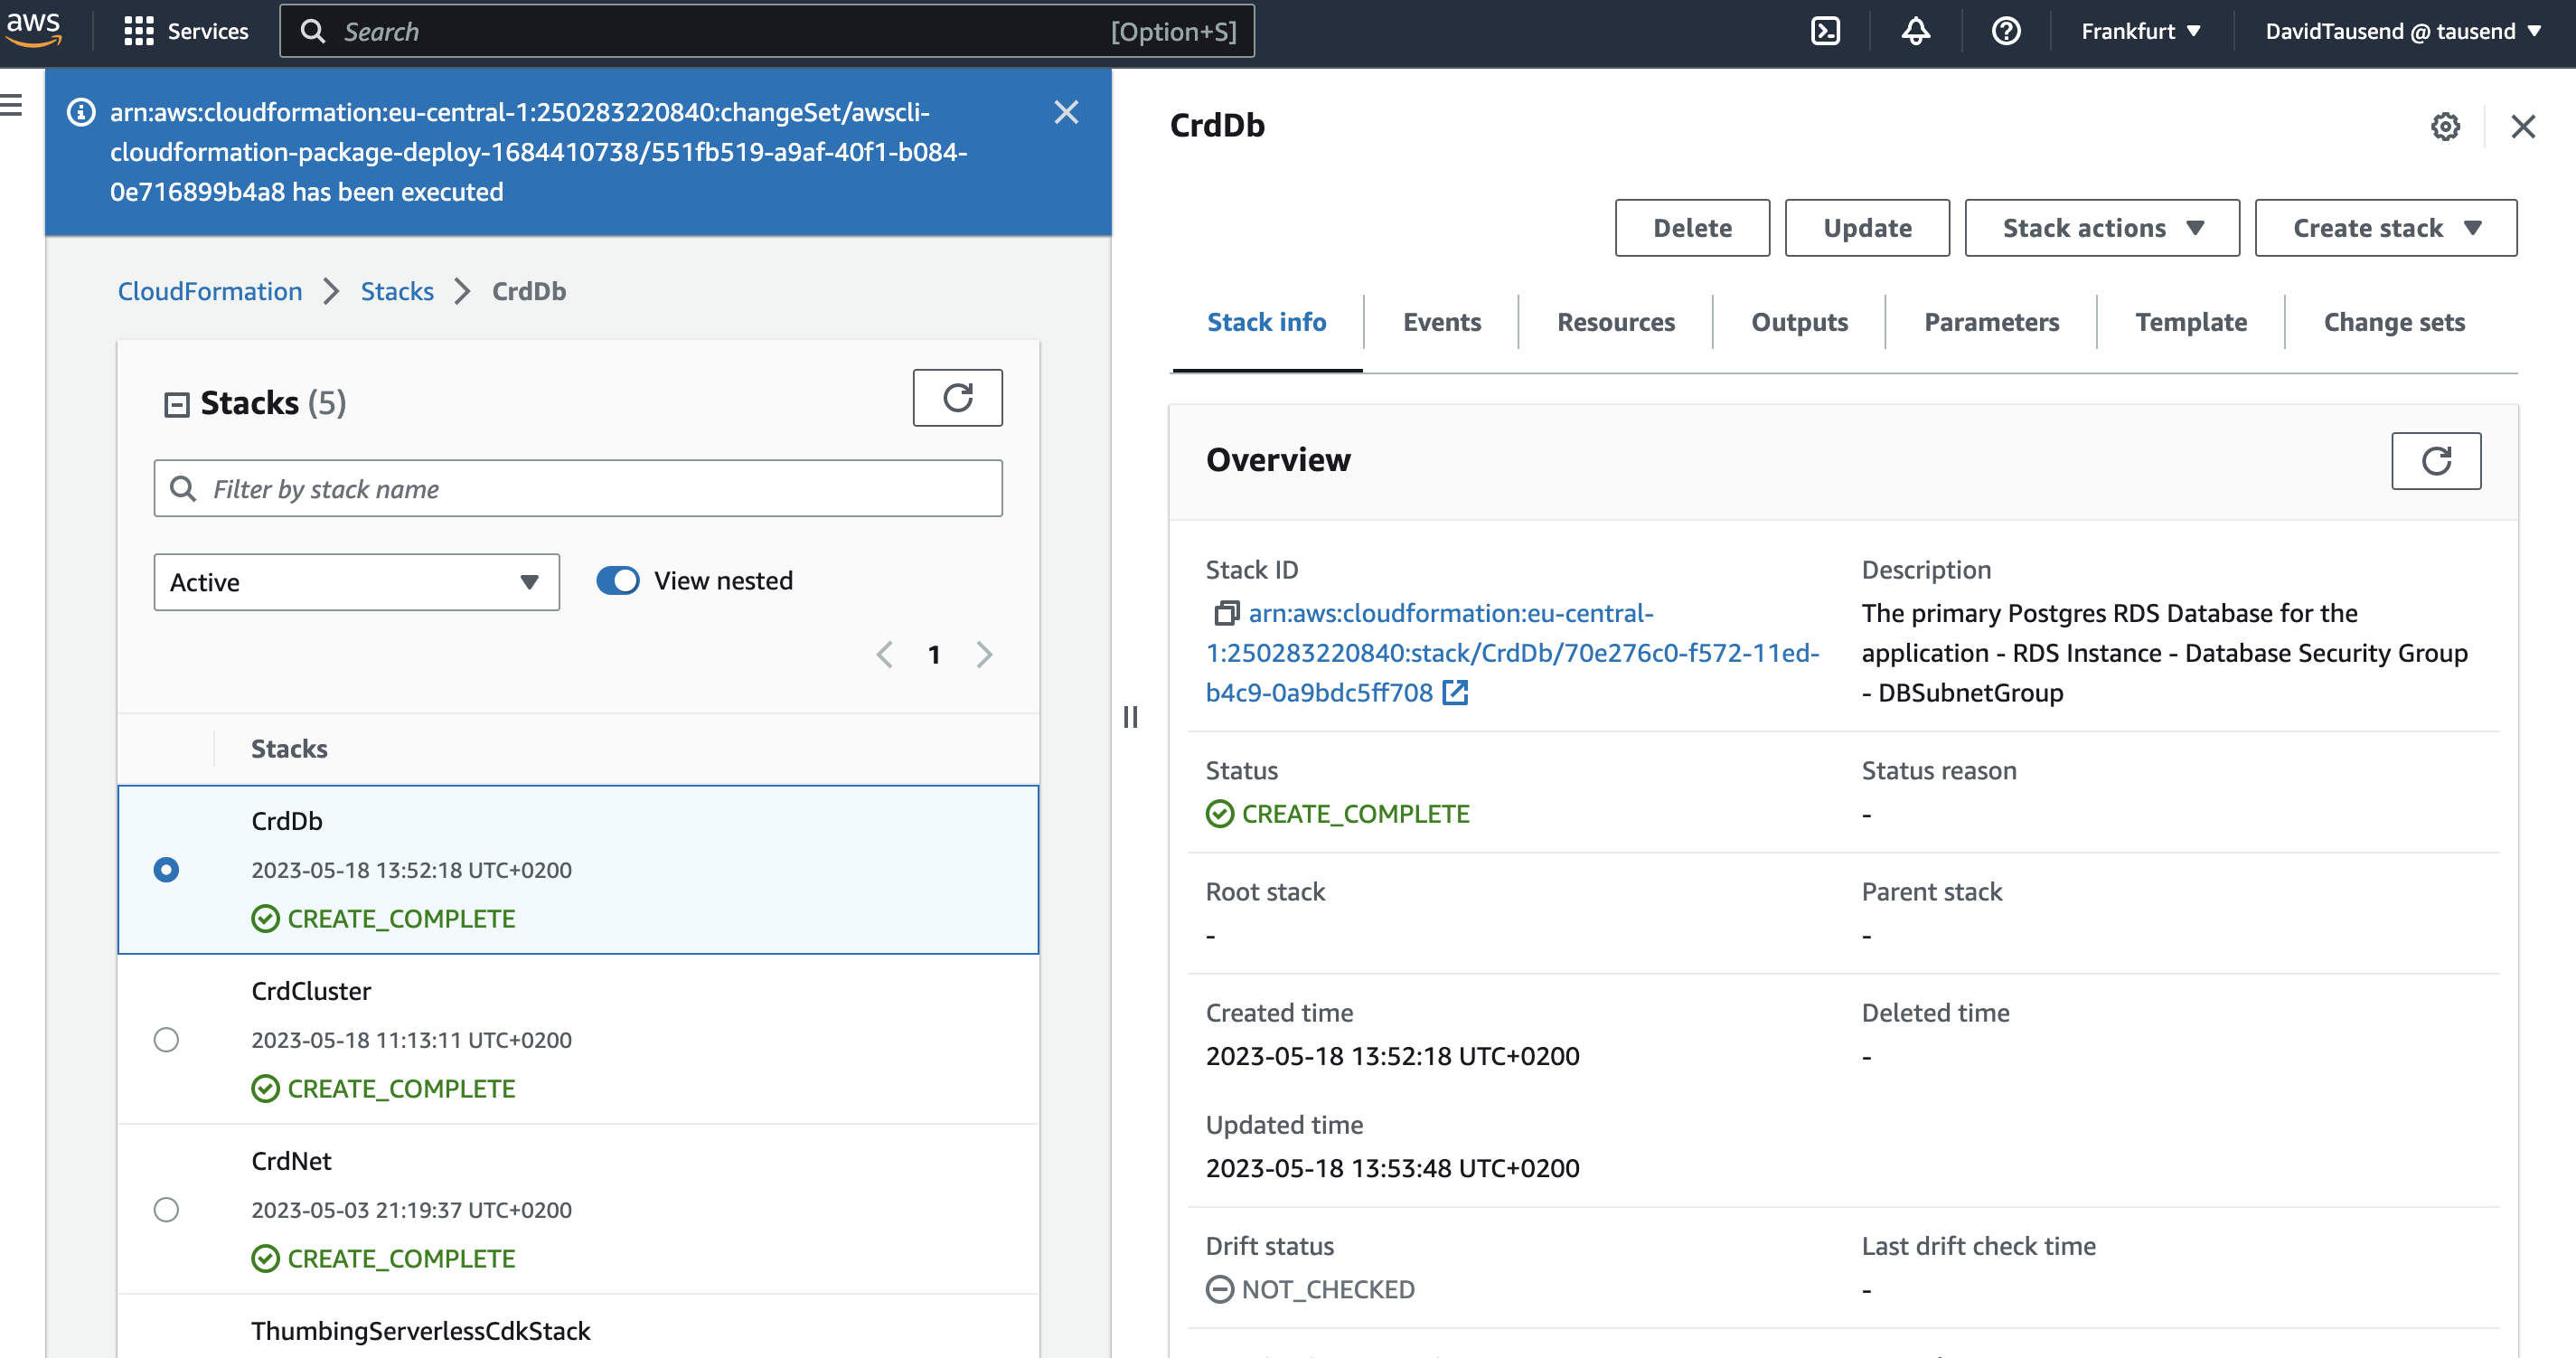 aws
Services
Search
[Option+S]
Frankfurt
DavidTausend @ tausend
arn:aws:cloudformation:eu-central-1:250283220840:changeSet/awscli-
cloudformation-package-deploy-1684410738/551fb519-a9af-40f1-b084-
0e716899b4a8 has been executed
CloudFormation
Stacks
CrdDb
Stacks (5)
Filter by stack name
Active
View nested
1
Stacks
CrdDb
2023-05-18 13:52:18 UTC+0200
CREATE_COMPLETE
CrdCluster
2023-05-18 11:13:11 UTC+0200
CREATE_COMPLETE
CrdNet
2023-05-03 21:19:37 UTC+0200
CREATE_COMPLETE
ThumbingServerlessCdkStack
CrdDb
Delete
Update
Stack actions
Create stack
Stack info
Events
Resources
Outputs
Parameters
Template
Change sets
Overview
Stack ID
arn:aws:cloudformation:eu-central-
1:250283220840:stack/CrdDb/70e276c0-f572-11ed-
b4c9-0a9bdc5ff708
Description
The primary Postgres RDS Database for the
application - RDS Instance - Database Security Group
- DBSubnetGroup
Status
CREATE_COMPLETE
Status reason
-
Root stack
-
Parent stack
-
Created time
2023-05-18 13:52:18 UTC+0200
Deleted time
-
Updated time
2023-05-18 13:53:48 UTC+0200
Drift status
NOT_CHECKED
Last drift check time
-